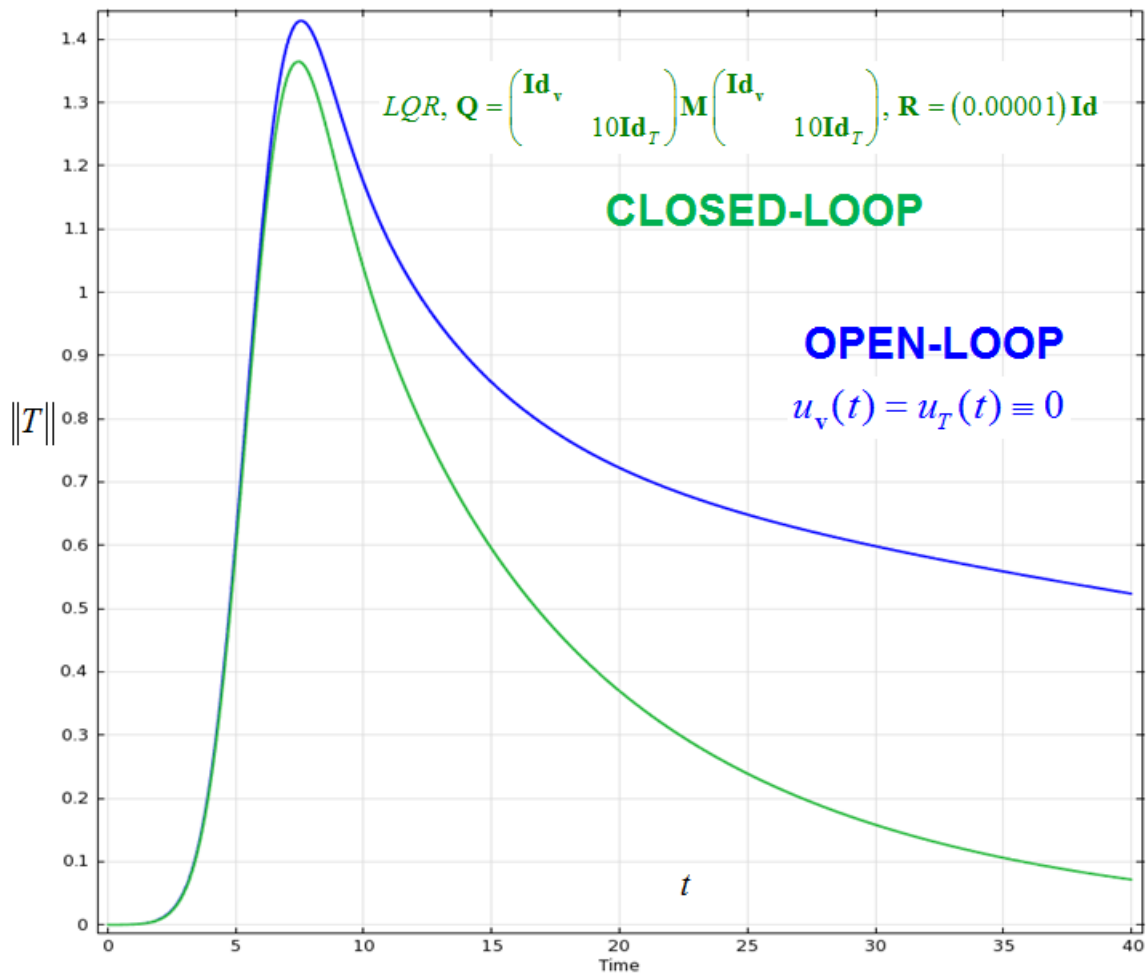 1.4
1.3
1.2
1.1
1
0.9
0.8
0.7
0.6
0.5
0.4
0.3
0.2
0.1
0
‖T‖
LQR, Q = (Id_v 10Id_T) M (Id_v 10Id_T), R = (0.00001) Id
CLOSED-LOOP
OPEN-LOOP
u_v(t) = u_T(t) ≡ 0
t
0 5 10 15 20 25 30 35 40
Time